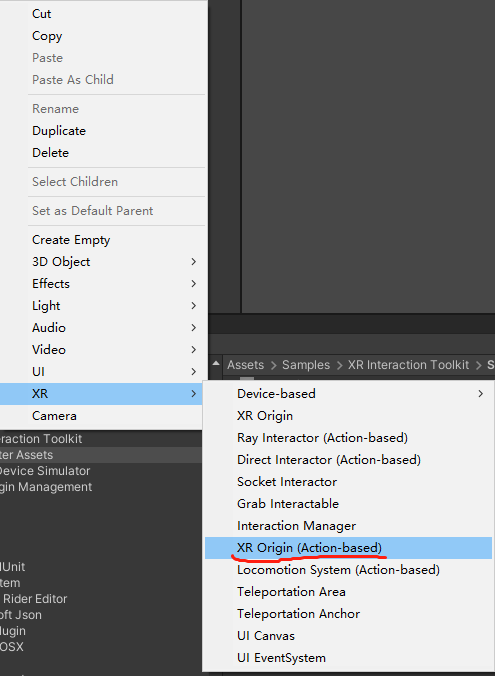 Cut
Copy
Paste
Paste As Child
Rename
Duplicate
Delete
Select Children
Set as Default Parent
Create Empty
3D Object
Effects
Light
Audio
Video
UI
XR
Camera
Assets > Samples > XR Interaction Toolkit > S
Device-based
XR Origin
Ray Interactor (Action-based)
Direct Interactor (Action-based)
Socket Interactor
Grab Interactable
Interaction Manager
XR Origin (Action-based)
Locomotion System (Action-based)
Teleportation Area
Teleportation Anchor
UI Canvas
UI EventSystem
eraction Toolkit
ter Assets
Device Simulator
gin Management
lUnit
tem
Rider Editor
oft Json
lugin
OSX